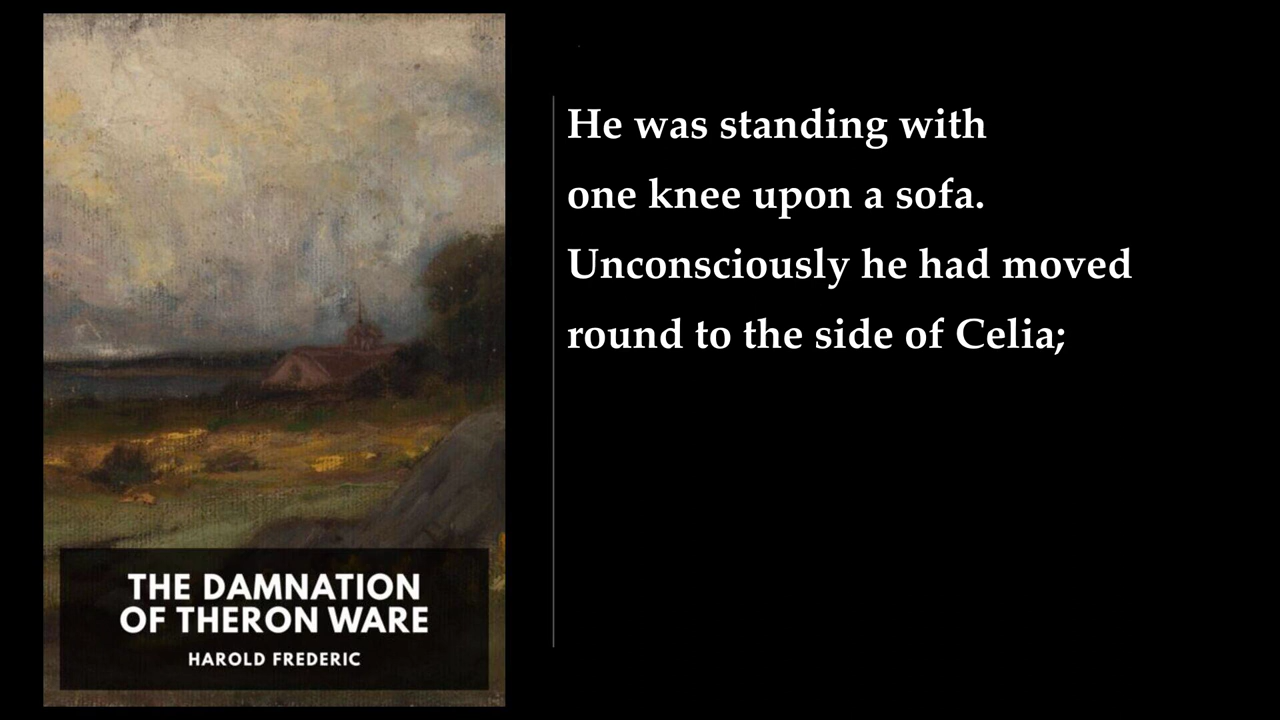 He was standing with
one knee upon a sofa.
Unconsciously he had moved
round to the side of Celia;
THE DAMNATION
OF THERON WARE
HAROLD FREDERIC